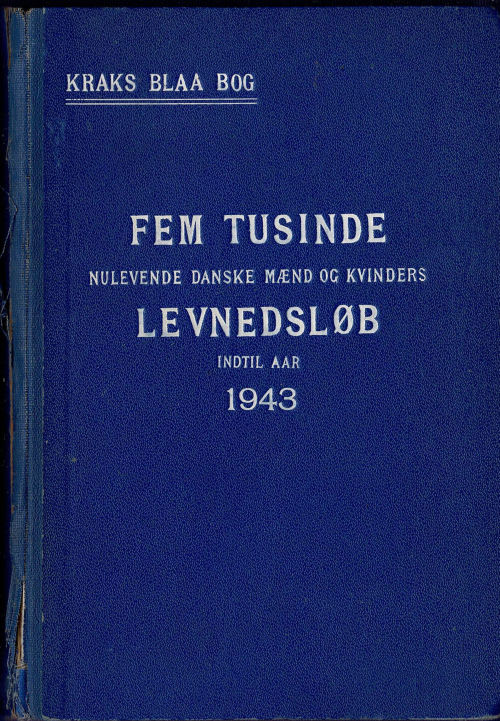 KRAKS BLAA BOG
FEM TUSINDE
NULEVENDE DANSKE MÆND OG KVINDERS
LEVNEDSLØB
INDTIL AAR
1943